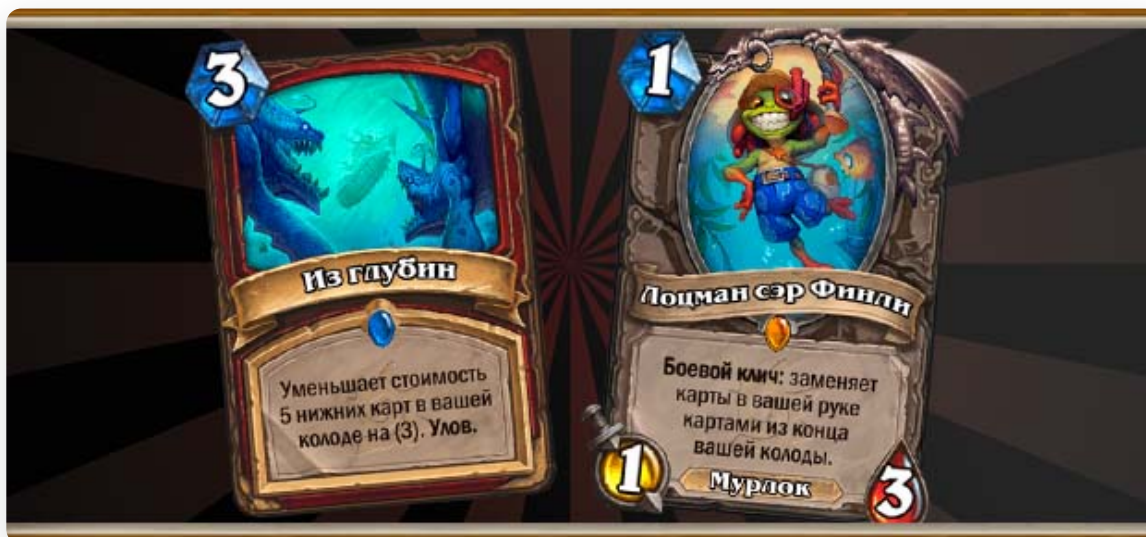 3
Из глубин
Уменьшает стоимость
5 нижних карт в вашей
колоде на (3). Улов.
1
Лоцман сэр Финли
Боевой клич: заменяет
карты в вашей руке
картами из конца
вашей колоды.
1
Мурлок
3